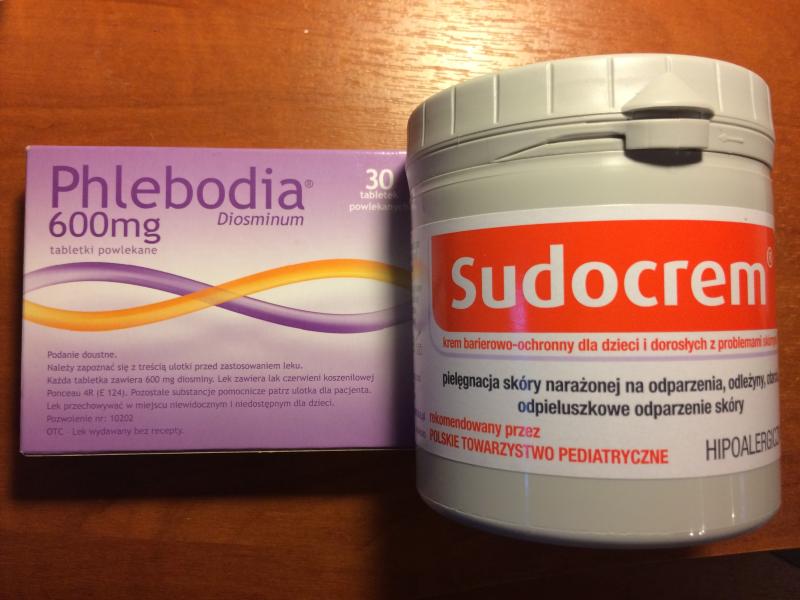 Phlebodia®
600mg
Diosminum
tabletki powlekane
30
tabletek
powlekanych
Podanie doustne.
Należy zapoznać się z treścią ulotki przed zastosowaniem leku.
Każda tabletka zawiera 600 mg diosminy. Lek zawiera lak czerwieni koszenilowej
Ponceau 4R (E 124). Pozostałe substancje pomocnicze patrz ulotka dla pacjenta.
Lek przechowywać w miejscu niewidocznym i niedostępnym dla dzieci.
Pozwolenie nr: 10202
OTC - Lek wydawany bez recepty.
Sudocrem®
krem barierowo-ochronny dla dzieci i dorosłych z problemami
pielęgnacja skóry narażonej na odparzenia, odleżyny,
odpieluszkowe odparzenie skóry
rekomendowany przez
POLSKIE TOWARZYSTWO PEDIATRYCZNE
HIPOALERGICZ